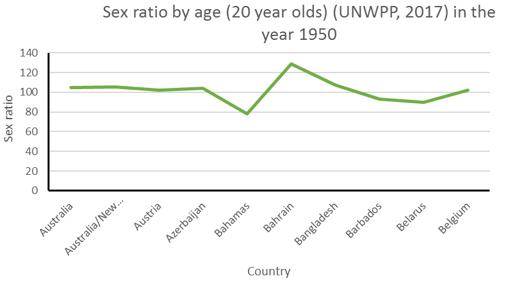 Sex ratio by age (20 year olds) (UNWPP, 2017) in the
year 1950
140
120
100
80
60
40
20
0
Sex ratio
Australia
Australia/New...
Austria
Azerbaijan
Bahamas
Bahrain
Bangladesh
Barbados
Belarus
Belgium
Country